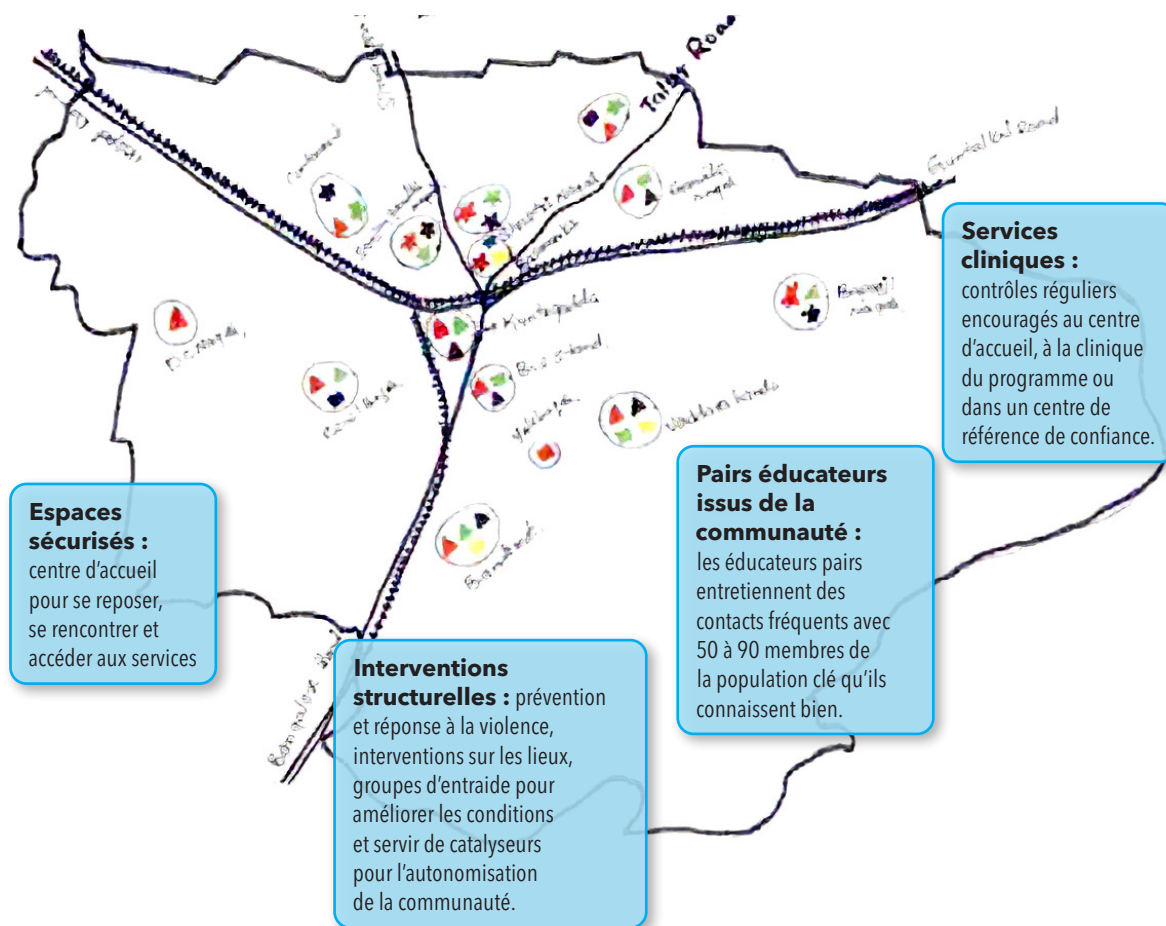 Road
Guntakal Road
Services
cliniques :
contrôles réguliers
encouragés au centre
d'accueil, à la clinique
du programme ou
dans un centre de
référence de confiance.
Pairs éducateurs
issus de la
communauté :
les éducateurs pairs
entretiennent des
contacts fréquents avec
50 à 90 membres de
la population clé qu'ils
connaissent bien.
Espaces
sécurisés :
centre d'accueil
pour se reposer,
se rencontrer et
accéder aux services
Interventions
structurelles : prévention
et réponse à la violence,
interventions sur les lieux,
groupes d'entraide pour
améliorer les conditions
et servir de catalyseurs
pour l'autonomisation
de la communauté.